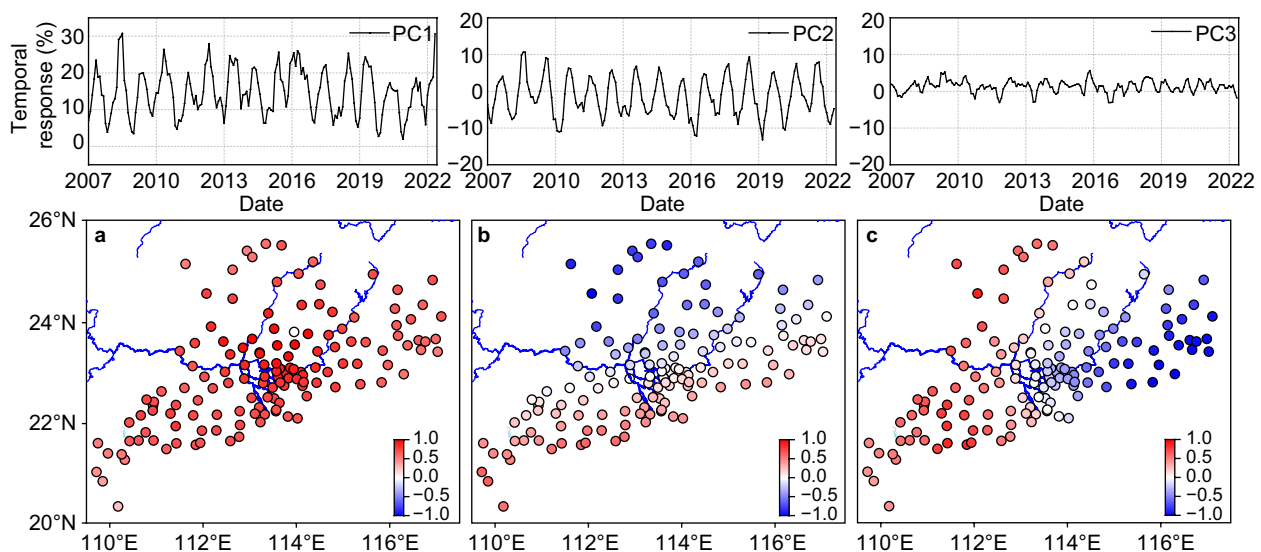 Temporal
response (%)
30
20
10
0
PC1
2007 2010 2013 2016 2019 2022
Date
20
10
0
−10
−20
PC2
2007 2010 2013 2016 2019 2022
Date
20
10
0
−10
−20
PC3
2007 2010 2013 2016 2019 2022
26°N
24°N
22°N
20°N
a
1.0
0.5
0.0
−0.5
−1.0
110°E 112°E 114°E 116°E
b
1.0
0.5
0.0
−0.5
−1.0
110°E 112°E 114°E 116°E
c
1.0
0.5
0.0
−0.5
−1.0
110°E 112°E 114°E 116°E